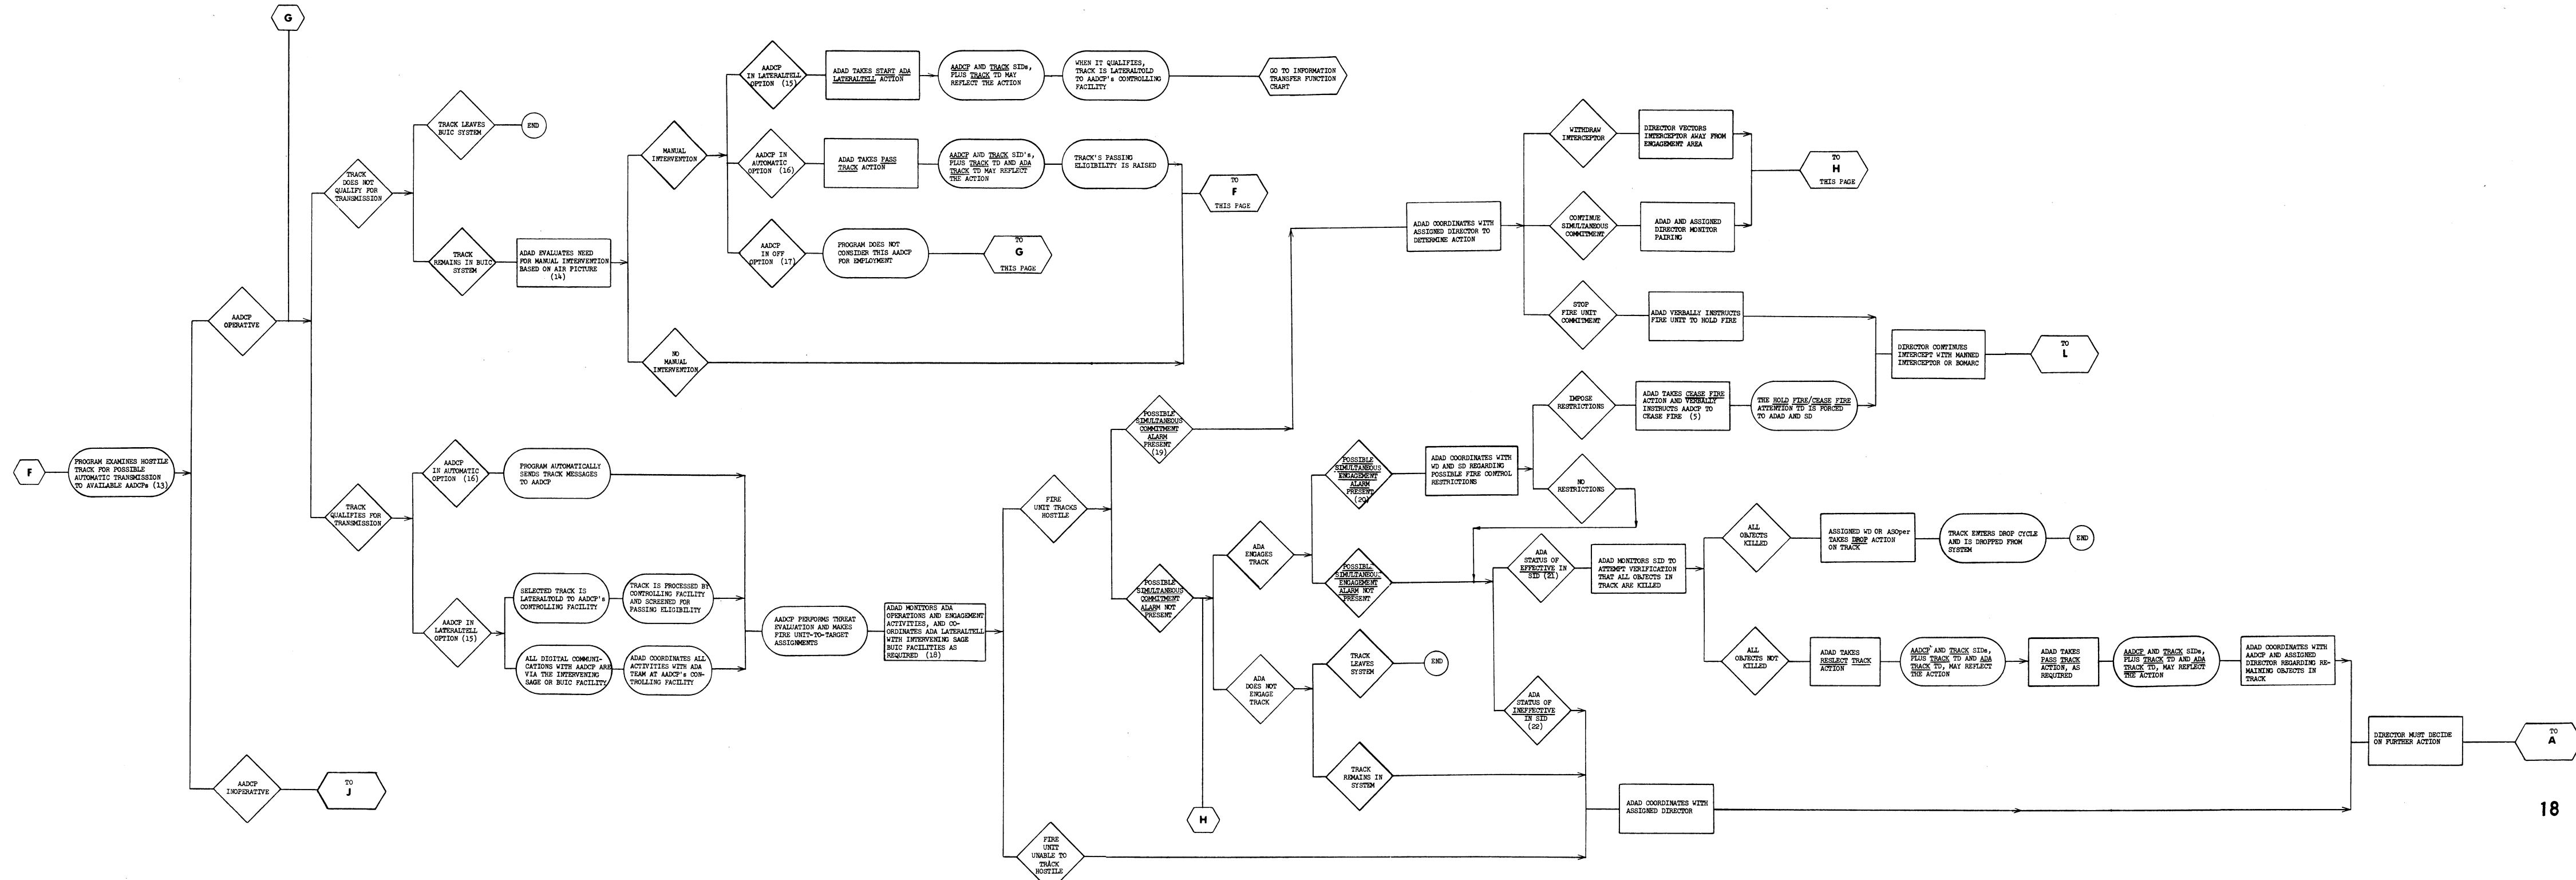 G
TRACK LEAVES
BUIC SYSTEM
END
TRACK
DOES NOT
QUALIFY FOR
TRANSMISSION
TRACK
REMAINS IN BUIC
SYSTEM
ADAD EVALUATES NEED
FOR MANUAL INTERVENTION
BASED ON AIR PICTURE
(14)
MANUAL
INTERVENTION
AADCP
IN LATERALTELL
OPTION (15)
ADAD TAKES START ADA
LATERALTELL ACTION
AADCP AND TRACK SIDs,
PLUS TRACK TD MAY
REFLECT THE ACTION
WHEN IT QUALIFIES,
TRACK IS LATERALTOLD
TO AADCP's CONTROLLING
FACILITY
GO TO INFORMATION
TRANSFER FUNCTION
CHART
AADCP IN
AUTOMATIC
OPTION (16)
ADAD TAKES PASS
TRACK ACTION
AADCP AND TRACK SID's,
PLUS TRACK TD AND ADA
TRACK TD MAY REFLECT
THE ACTION
TRACK'S PASSING
ELIGIBILITY IS RAISED
TO
F
THIS PAGE
AADCP
IN OFF
OPTION (17)
PROGRAM DOES NOT
CONSIDER THIS AADCP
FOR EMPLOYMENT
TO
G
THIS PAGE
NO
MANUAL
INTERVENTION
AADCP
OPERATIVE
F
PROGRAM EXAMINES HOSTILE
TRACK FOR POSSIBLE
AUTOMATIC TRANSMISSION
TO AVAILABLE AADCPs (13)
TRACK
QUALIFIES FOR
TRANSMISSION
AADCP
IN AUTOMATIC
OPTION (16)
PROGRAM AUTOMATICALLY
SENDS TRACK MESSAGES
TO AADCP
AADCP IN
LATERALTELL
OPTION (15)
SELECTED TRACK IS
LATERALTOLD TO AADCP's
CONTROLLING FACILITY
TRACK IS PROCESSED BY
CONTROLLING FACILITY
AND SCREENED FOR
PASSING ELIGIBILITY
ALL DIGITAL COMMUNI-
CATIONS WITH AADCP ARE
VIA THE INTERVENING
SAGE OR BUIC FACILITY
ADAD COORDINATES ALL
ACTIVITIES WITH ADA
TEAM AT AADCP's CON-
TROLLING FACILITY
AADCP PERFORMS THREAT
EVALUATION AND MAKES
FIRE UNIT-TO-TARGET
ASSIGNMENTS
ADAD MONITORS ADA
OPERATIONS AND ENGAGEMENT
ACTIVITIES, AND CO-
ORDINATES ADA LATERALTELL
WITH INTERVENING SAGE
BUIC FACILITIES AS
REQUIRED (18)
AADCP
INOPERATIVE
TO
J
FIRE
UNIT TRACKS
HOSTILE
FIRE
UNIT
UNABLE TO
TRACK
HOSTILE
POSSIBLE
SIMULTANEOUS
COMMITMENT
ALARM
PRESENT
(19)
POSSIBLE
SIMULTANEOUS
COMMITMENT
ALARM NOT
PRESENT
H
ADAD COORDINATES WITH
ASSIGNED DIRECTOR TO
DETERMINE ACTION
WITHDRAW
INTERCEPTOR
DIRECTOR VECTORS
INTERCEPTOR AWAY FROM
ENGAGEMENT AREA
CONTINUE
SIMULTANEOUS
COMMITMENT
ADAD AND ASSIGNED
DIRECTOR MONITOR
PAIRING
TO
H
THIS PAGE
STOP
FIRE UNIT
COMMITMENT
ADAD VERBALLY INSTRUCTS
FIRE UNIT TO HOLD FIRE
DIRECTOR CONTINUES
INTERCEPT WITH MANNED
INTERCEPTOR OR BOMARC
TO
L
ADA
ENGAGES
TRACK
POSSIBLE
SIMULTANEOUS
ENGAGEMENT
ALARM
PRESENT
(20)
ADAD COORDINATES WITH
WD AND SD REGARDING
POSSIBLE FIRE CONTROL
RESTRICTIONS
IMPOSE
RESTRICTIONS
ADAD TAKES CEASE FIRE
ACTION AND VERBALLY
INSTRUCTS AADCP TO
CEASE FIRE (5)
THE HOLD FIRE/CEASE FIRE
ATTENTION TD IS FORCED
TO ADAD AND SD
NO
RESTRICTIONS
POSSIBLE
SIMULTANEOUS
ENGAGEMENT
ALARM NOT
PRESENT
ADA
STATUS OF
EFFECTIVE IN
SID (21)
ADAD MONITORS SID TO
ATTEMPT VERIFICATION
THAT ALL OBJECTS IN
TRACK ARE KILLED
ALL
OBJECTS
KILLED
ASSIGNED WD OR ASOper
TAKES DROP ACTION
ON TRACK
TRACK ENTERS DROP CYCLE
AND IS DROPPED FROM
SYSTEM
END
ALL
OBJECTS NOT
KILLED
ADAD TAKES
RESLECT TRACK
ACTION
AADCP AND TRACK SIDs,
PLUS TRACK TD AND ADA
TRACK TD, MAY REFLECT
THE ACTION
ADAD TAKES
PASS TRACK
ACTION, AS
REQUIRED
AADCP AND TRACK SIDs,
PLUS TRACK TD AND ADA
TRACK TD, MAY REFLECT
THE ACTION
ADAD COORDINATES WITH
AADCP AND ASSIGNED
DIRECTOR REGARDING RE-
MAINING OBJECTS IN
TRACK
ADA
STATUS OF
INEFFECTIVE
IN SID
(22)
ADA
DOES NOT
ENGAGE
TRACK
TRACK
LEAVES
SYSTEM
END
TRACK
REMAINS IN
SYSTEM
ADAD COORDINATES WITH
ASSIGNED DIRECTOR
DIRECTOR MUST DECIDE
ON FURTHER ACTION
TO
A
18